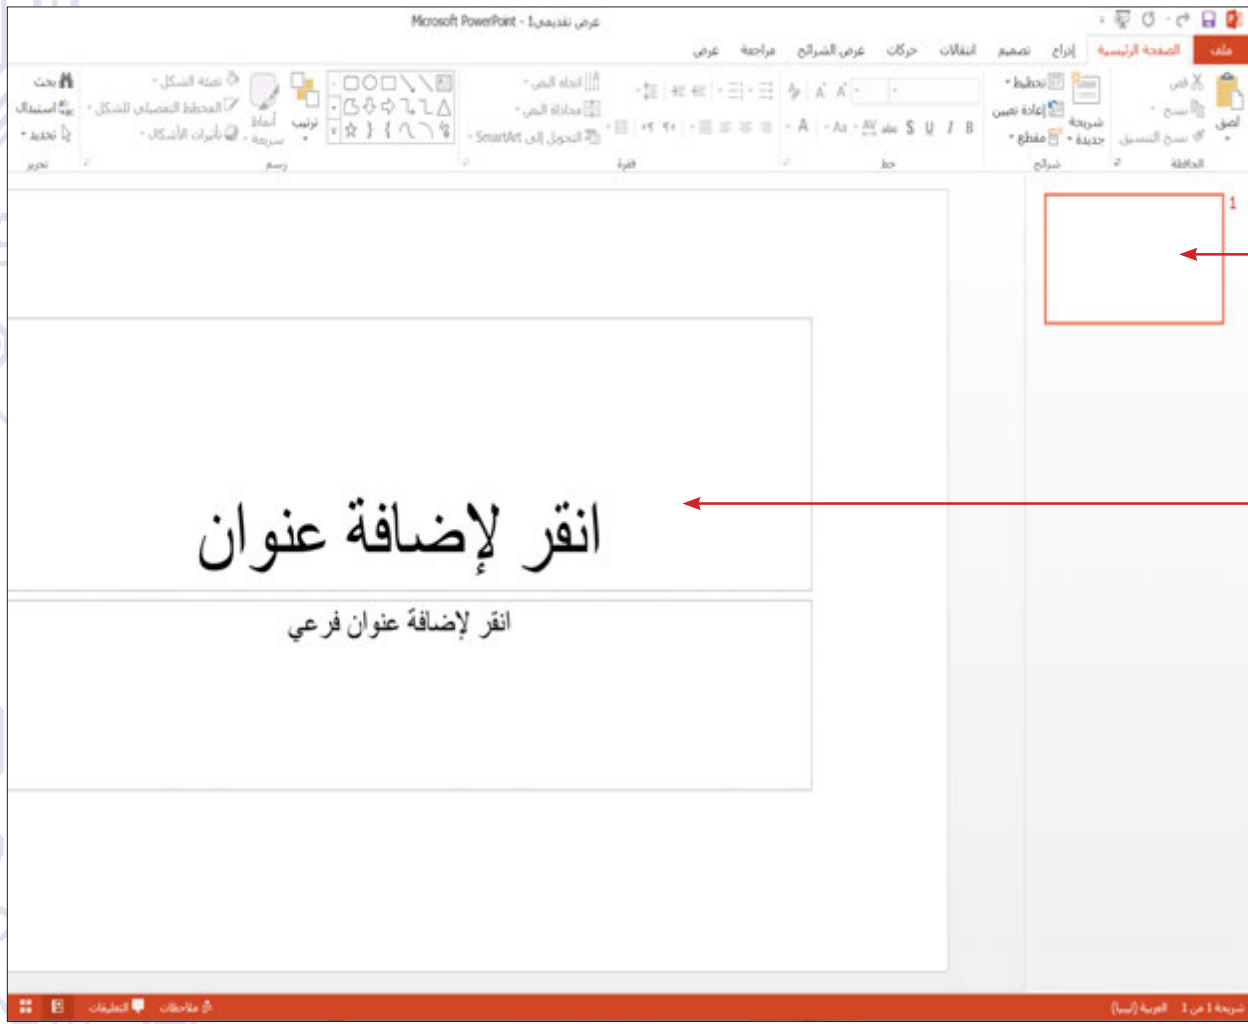 عرض تقديمي1 - Microsoft PowerPoint
ملف الصفحة الرئيسية إدراج تصميم انتقالات حركات عرض الشرائح مراجعة عرض
لصق
قص
نسخ
نسخ التنسيق
الحافظة
شريحة جديدة
تخطيط
إعادة تعيين
مقطع
شرائح
B I U S abc AV Aa A
خط
اتجاه النص
محاذاة النص
التحويل إلى SmartArt
فقرة
ترتيب
أنماط سريعة
تعبئة الشكل
المخطط التفصيلي للشكل
تأثيرات الأشكال
رسم
بحث
استبدال
تحديد
تحرير
1
انقر لإضافة عنوان
انقر لإضافة عنوان فرعي
شريحة 1 من 1 العربية (ليبيا) ملاحظات التعليقات